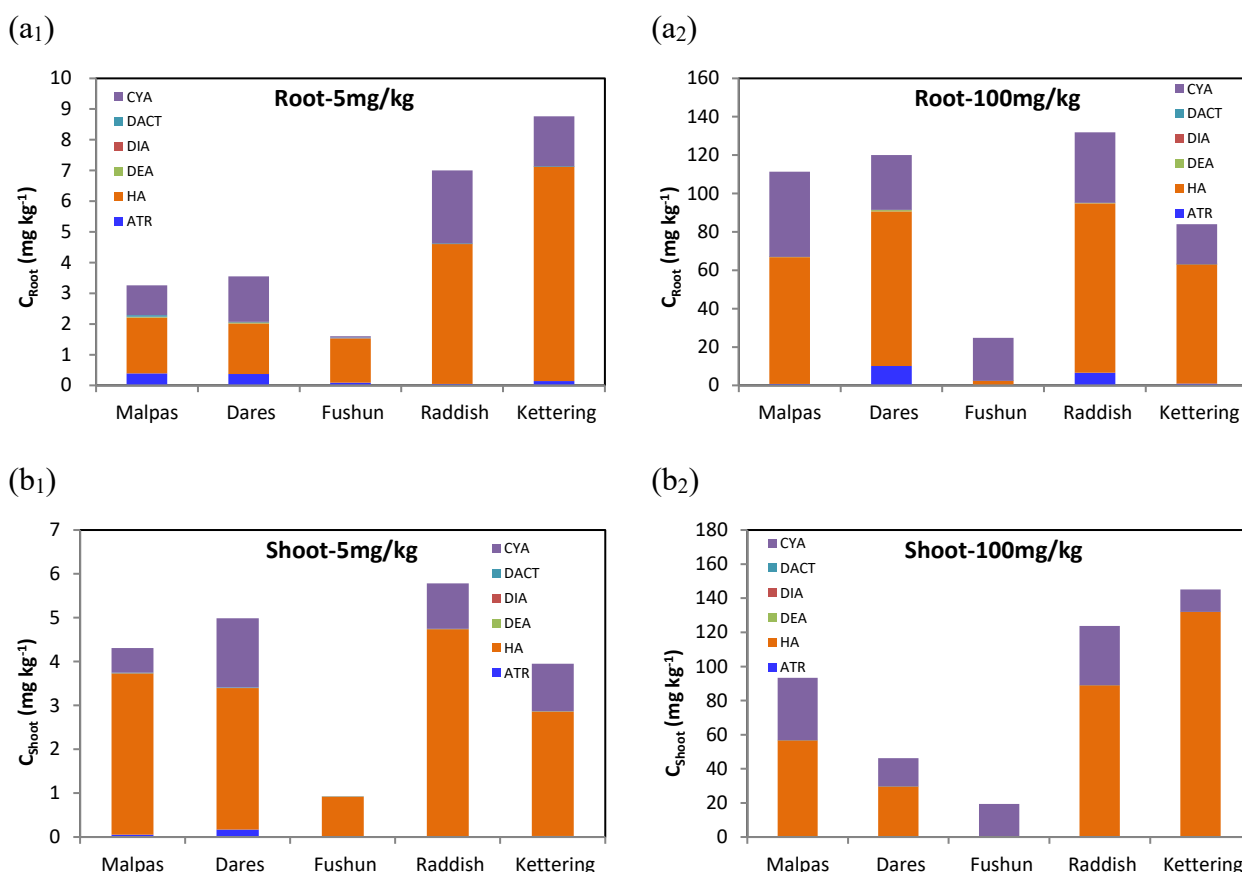 (a₁)
Root-5mg/kg
C_Root (mg kg⁻¹)
10
9
8
7
6
5
4
3
2
1
0
CYA
DACT
DIA
DEA
HA
ATR
Malpas Dares Fushun Raddish Kettering
(a₂)
Root-100mg/kg
C_Root (mg kg⁻¹)
160
140
120
100
80
60
40
20
0
CYA
DACT
DIA
DEA
HA
ATR
Malpas Dares Fushun Raddish Kettering
(b₁)
Shoot-5mg/kg
C_Shoot (mg kg⁻¹)
7
6
5
4
3
2
1
0
CYA
DACT
DIA
DEA
HA
ATR
Malpas Dares Fushun Raddish Kettering
(b₂)
Shoot-100mg/kg
C_Shoot (mg kg⁻¹)
180
160
140
120
100
80
60
40
20
0
CYA
DACT
DIA
DEA
HA
ATR
Malpas Dares Fushun Raddish Kettering